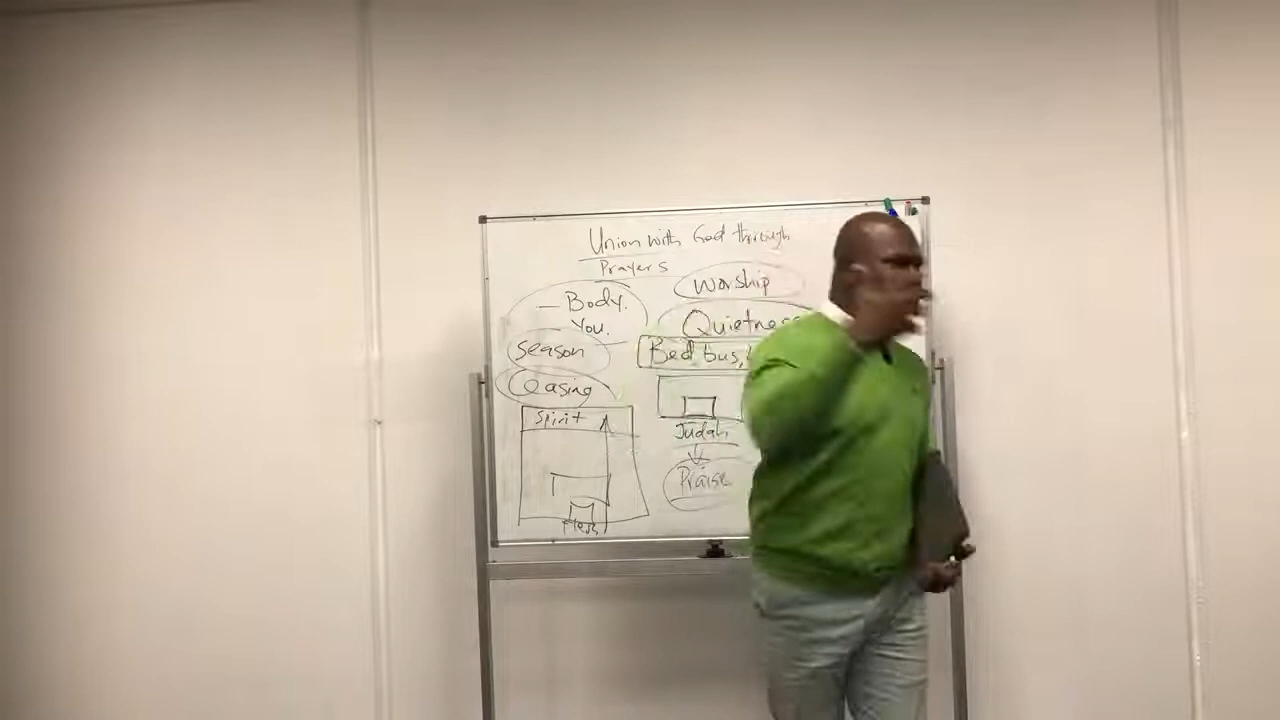 Union with God through
Prayers
— Body.
You.
season
Ceasing
Spirit
Flesh
Worship
Quietness
Bed bus,
Judah
Praise